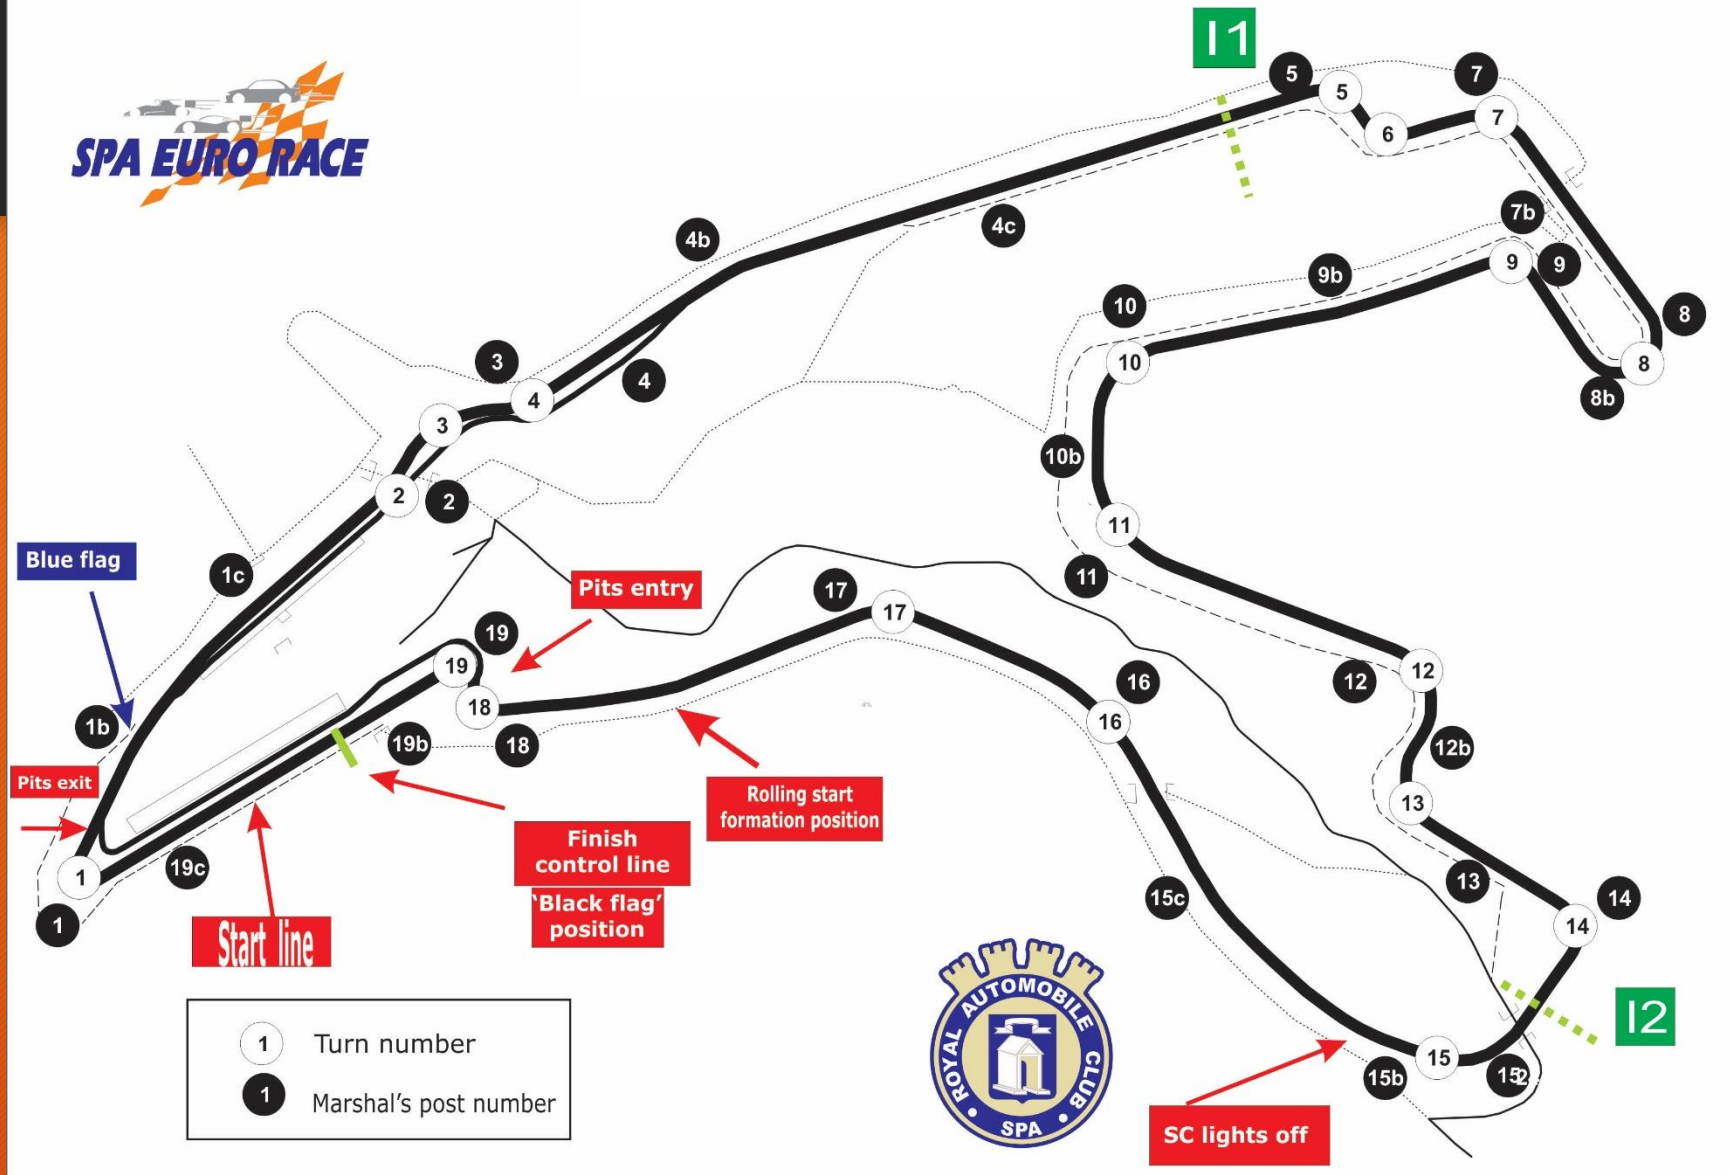 I1
5
7
5
7
6
SPA EURO RACE
7b
4c
4b
9
9
9b
10
8
3
10
8
4
8b
4
3
10b
2
2
11
Blue flag
1c
11
Pits entry
17
17
19
19
12
12
16
18
16
1b
19b
18
12b
Pits exit
Rolling start
formation position
13
Finish
control line
19c
1
13
15c
14
1
'Black flag'
position
14
Start line
I2
1
Turn number
ROYAL AUTOMOBILE CLUB
SPA
15
15b
15
1
Marshal's post number
SC lights off